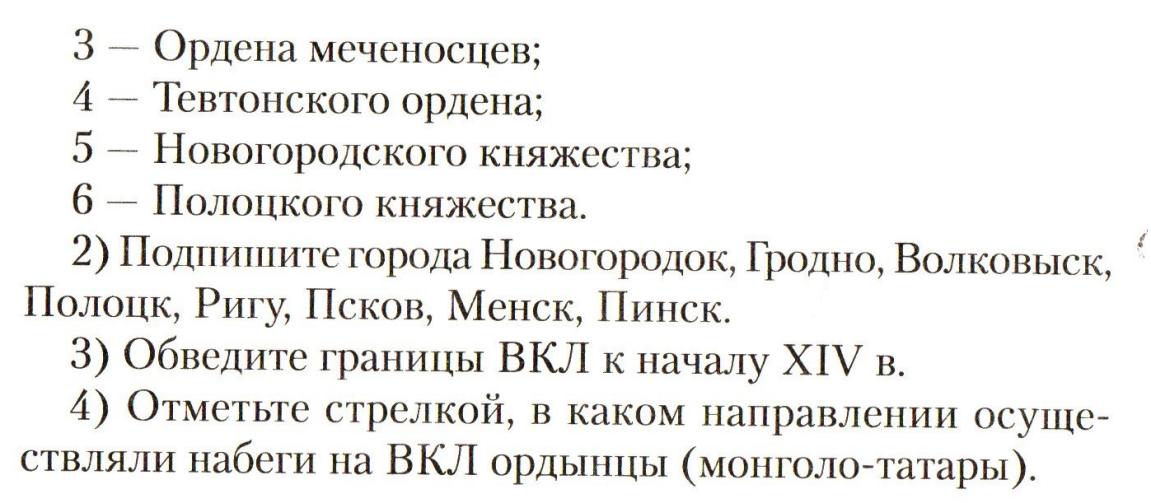 3 — Ордена меченосцев;
4 — Тевтонского ордена;
5 — Новогородского княжества;
6 — Полоцкого княжества.
2) Подпишите города Новогородок, Гродно, Волковыск,
Полоцк, Ригу, Псков, Менск, Пинск.
3) Обведите границы ВКЛ к началу XIV в.
4) Отметьте стрелкой, в каком направлении осуще-
ствляли набеги на ВКЛ ордынцы (монголо-татары).